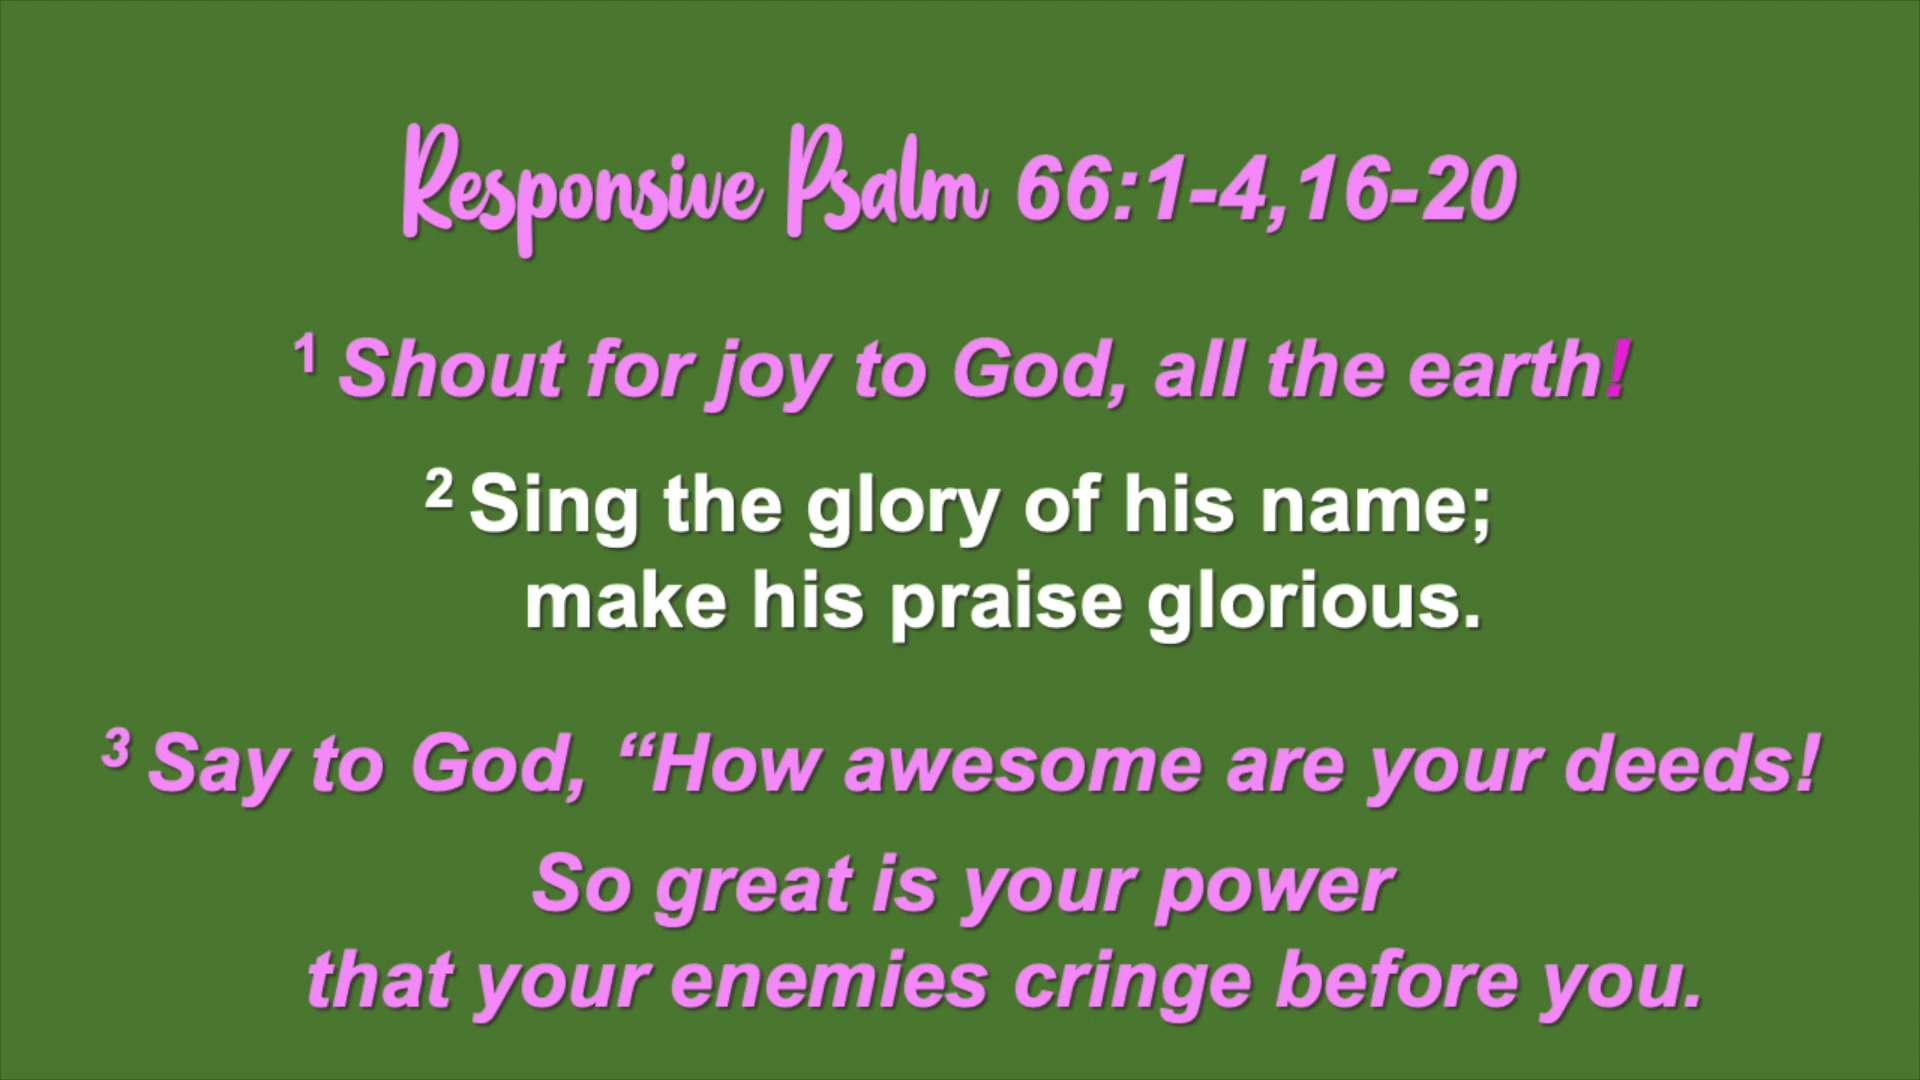 Responsive Psalm 66:1-4,16-20
1 Shout for joy to God, all the earth!
2 Sing the glory of his name;
make his praise glorious.
3 Say to God, “How awesome are your deeds!
So great is your power
that your enemies cringe before you.